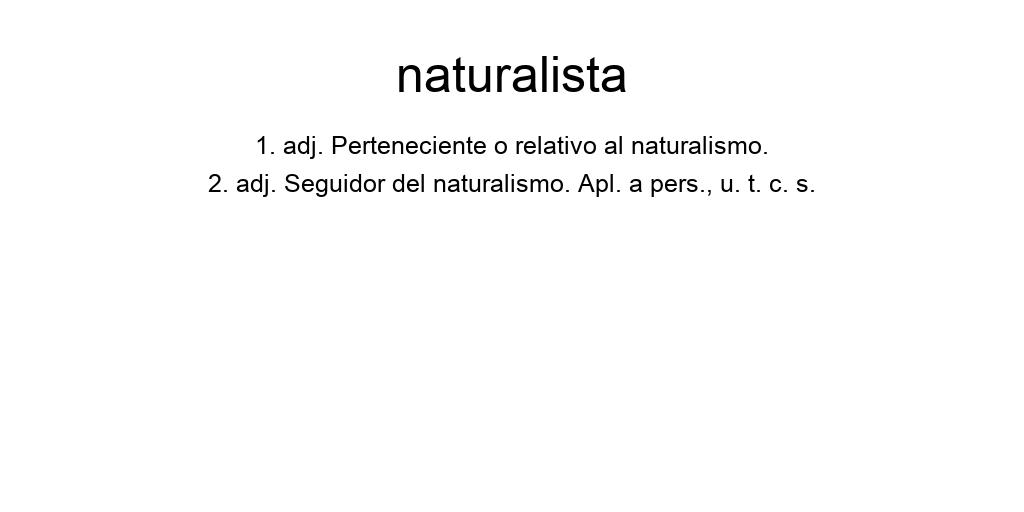 naturalista
1. adj. Perteneciente o relativo al naturalismo.
2. adj. Seguidor del naturalismo. Apl. a pers., u. t. c. s.